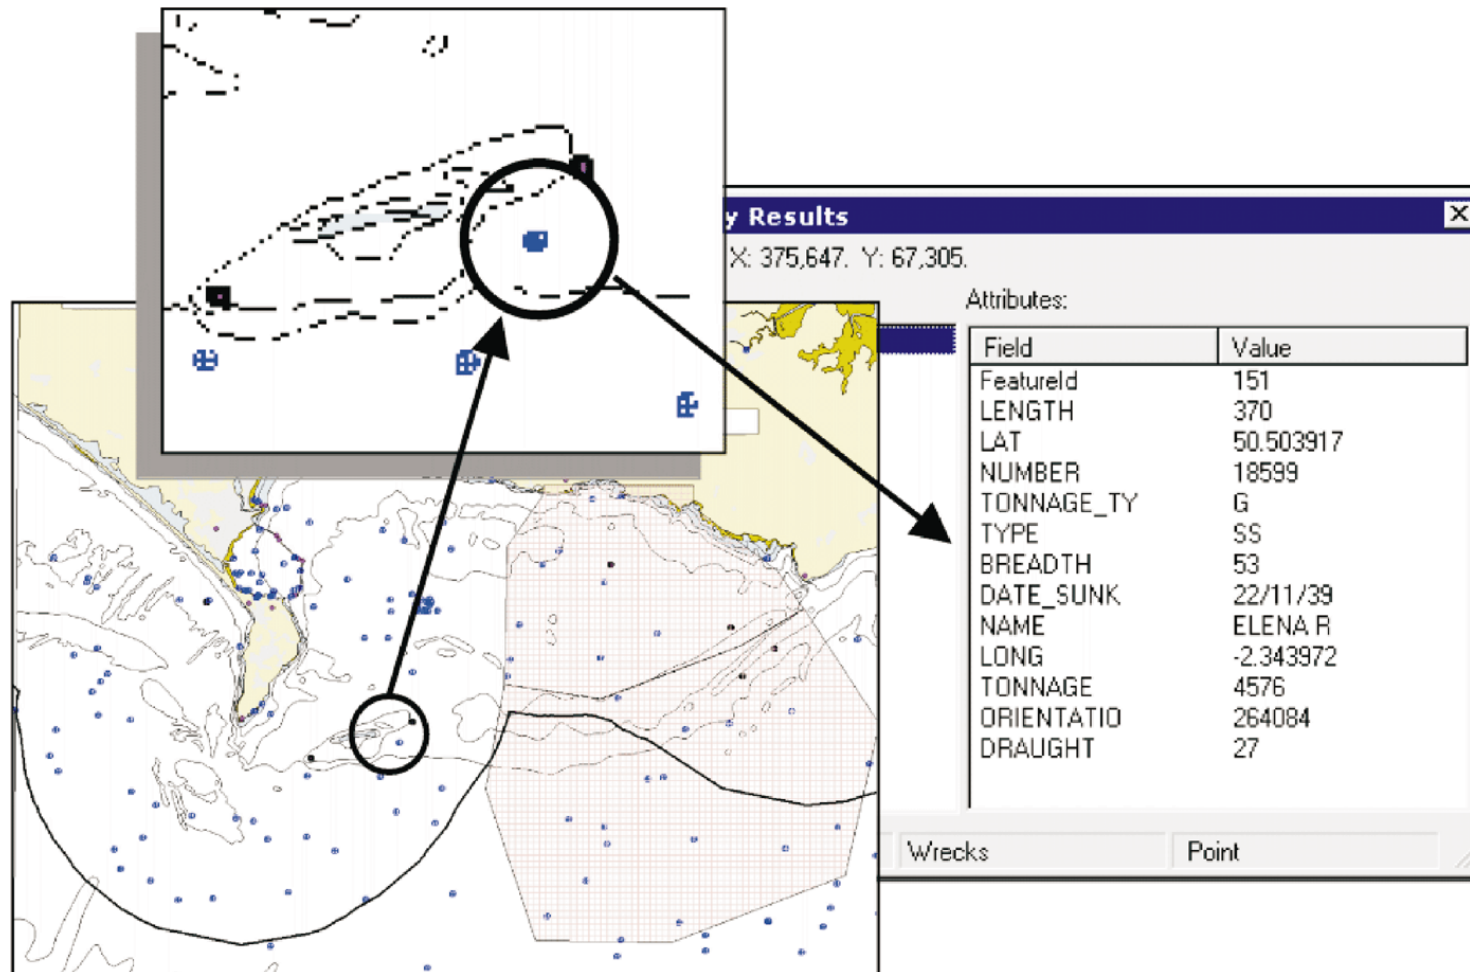 y Results
X: 375,647. Y: 67,305.
Attributes:
Field Value
FeatureId 151
LENGTH 370
LAT 50.503917
NUMBER 18599
TONNAGE_TY G
TYPE SS
BREADTH 53
DATE_SUNK 22/11/39
NAME ELENA R
LONG -2.343972
TONNAGE 4576
ORIENTATIO 264084
DRAUGHT 27
Wrecks Point